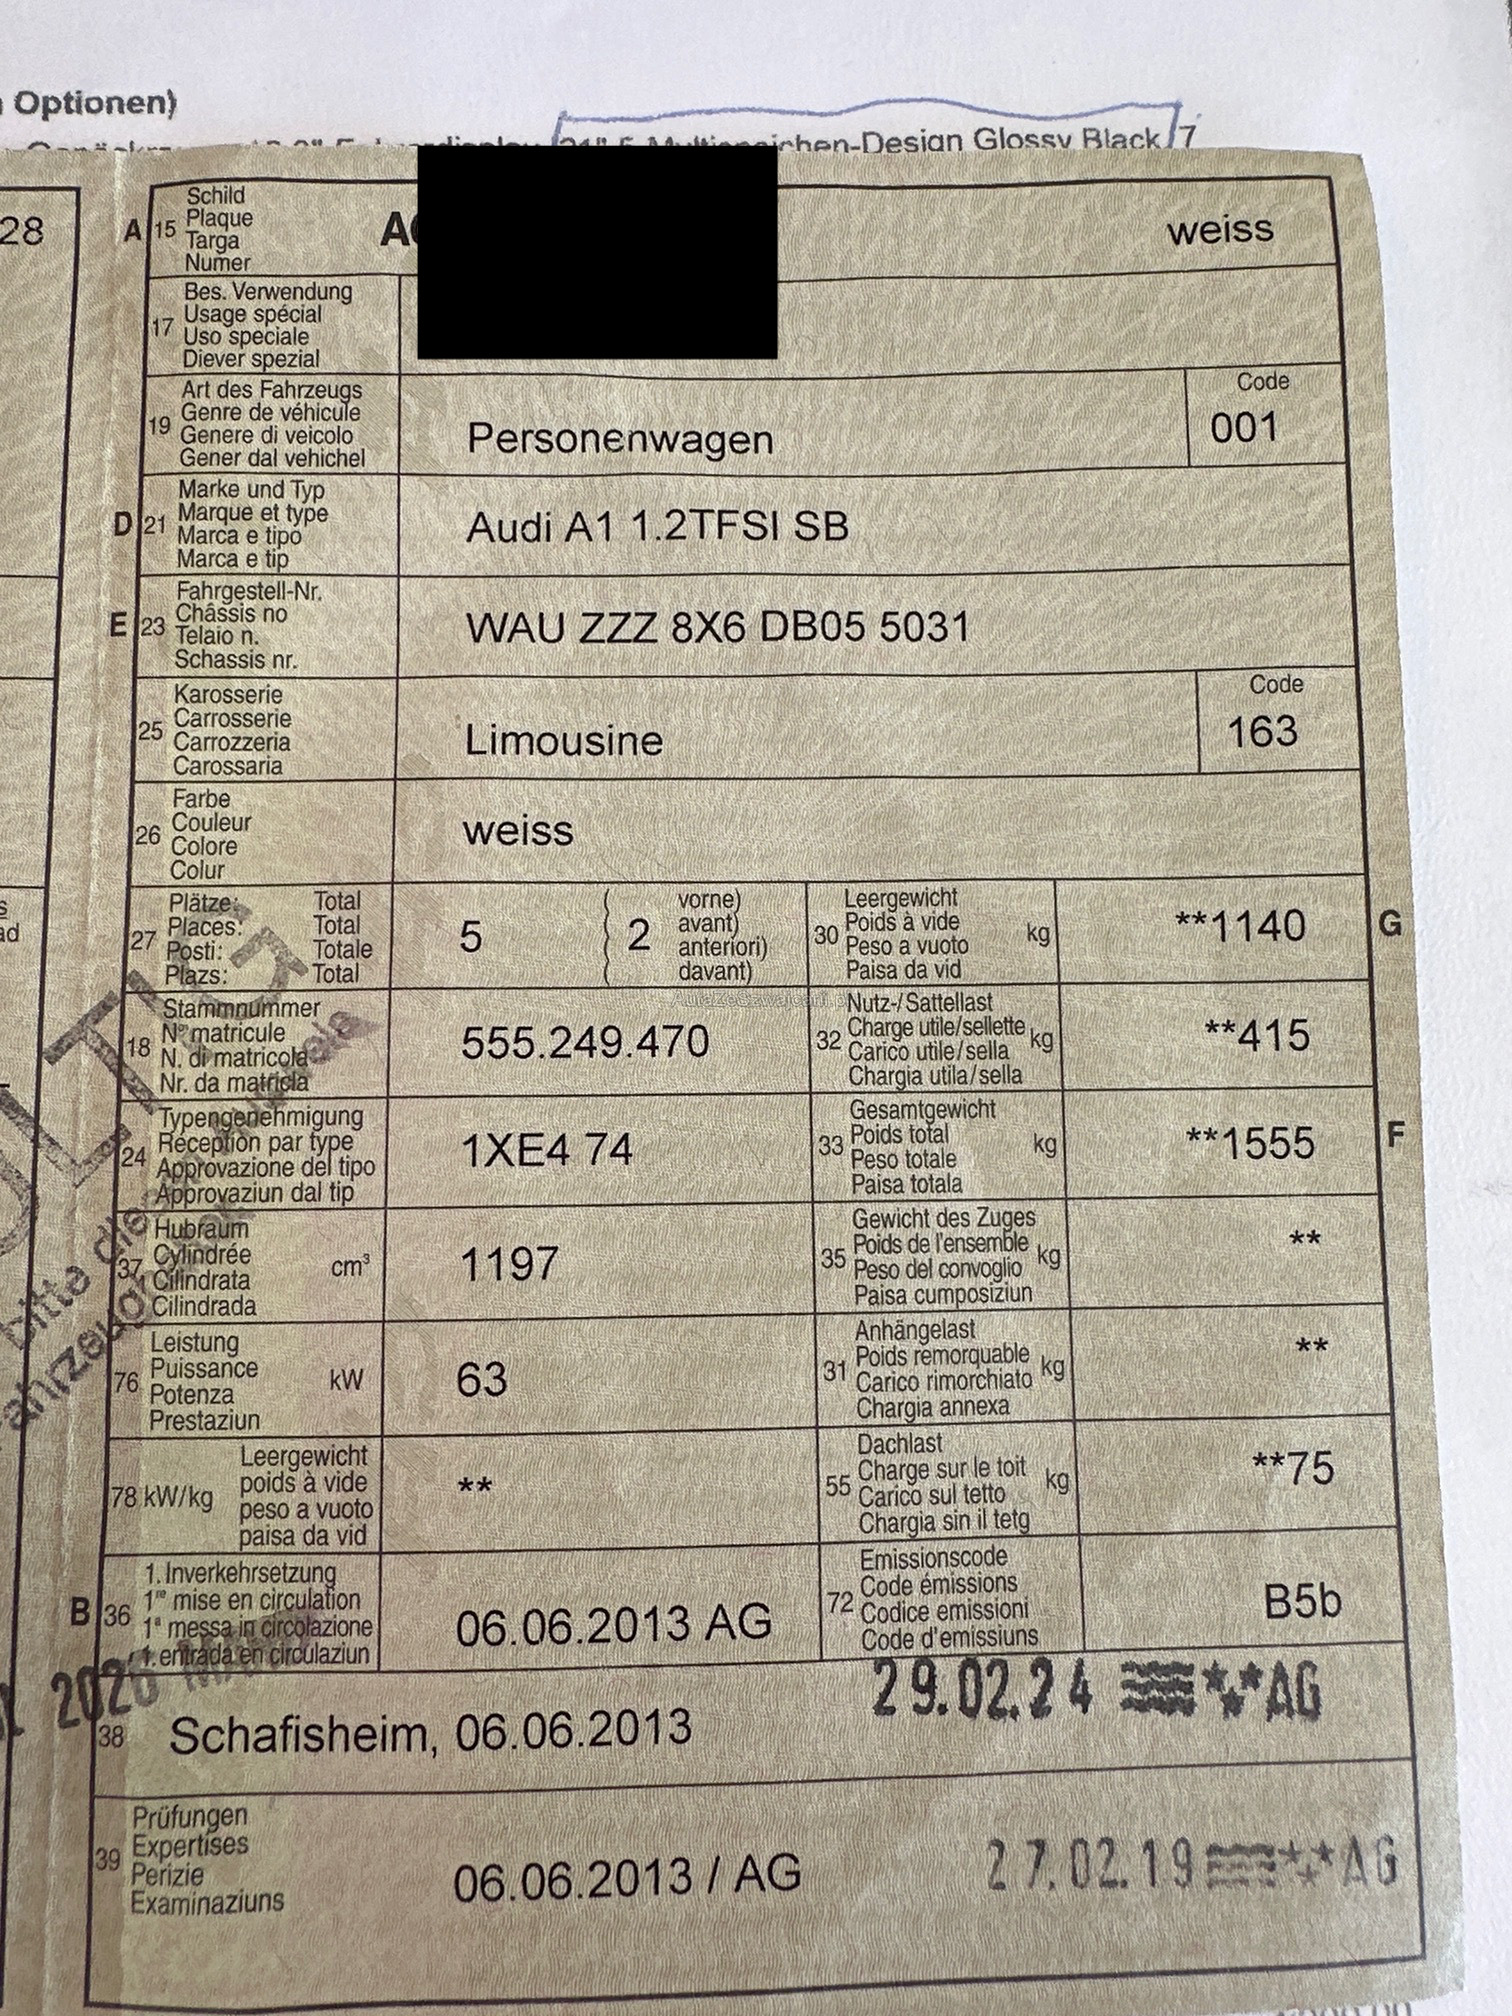 Optionen)
-Design Glossy Black 7
28
A 15 Schild
Plaque
Targa
Numer
weiss
17 Bes. Verwendung
Usage spécial
Uso speciale
Diever spezial
19 Art des Fahrzeugs
Genre de véhicule
Genere di veicolo
Gener dal vehichel
Personenwagen
Code
001
D 21 Marke und Typ
Marque et type
Marca e tipo
Marca e tip
Audi A1 1.2TFSI SB
E 23 Fahrgestell-Nr.
Châssis no
Telaio n.
Schassis nr.
WAU ZZZ 8X6 DB05 5031
25 Karosserie
Carrosserie
Carrozzeria
Carossaria
Limousine
Code
163
26 Farbe
Couleur
Colore
Colur
weiss
27 Plätze: Total
Places: Total
Posti: Totale
Plazs: Total
5 ( 2 vorne)
avant)
anteriori)
davant)
30 Leergewicht
Poids à vide kg
Peso a vuoto
Paisa da vid
**1140 G
18 Stammnummer
N° matricule
N. di matricola
Nr. da matricla
555.249.470
32 Nutz-/Sattellast
Charge utile/sellette kg
Carico utile/sella
Chargia utila/sella
**415
24 Typengenehmigung
Réception par type
Approvazione del tipo
Approvaziun dal tip
1XE4 74
33 Gesamtgewicht
Poids total kg
Peso totale
Paisa totala
**1555 F
37 Hubraum
Cylindrée cm³
Cilindrata
Cilindrada
1197
35 Gewicht des Zuges
Poids de l'ensemble kg
Peso del convoglio
Paisa cumposiziun
**
76 Leistung
Puissance kW
Potenza
Prestaziun
63
31 Anhängelast
Poids remorquable kg
Carico rimorchiato
Chargia annexa
**
78 kW/kg Leergewicht
poids à vide
peso a vuoto
paisa da vid
**
55 Dachlast
Charge sur le toit kg
Carico sul tetto
Chargia sin il tetg
**75
B 36 1. Inverkehrsetzung
1re mise en circulation
1a messa in circolazione
1. entrada en circulaziun
06.06.2013 AG
72 Emissionscode
Code émissions
Codice emissioni
Code d'emissiuns
B5b
bitte die
29.02.24 AG
38 Schafisheim, 06.06.2013
39 Prüfungen
Expertises
Perizie
Examinaziuns
06.06.2013 / AG
27.02.19 AG